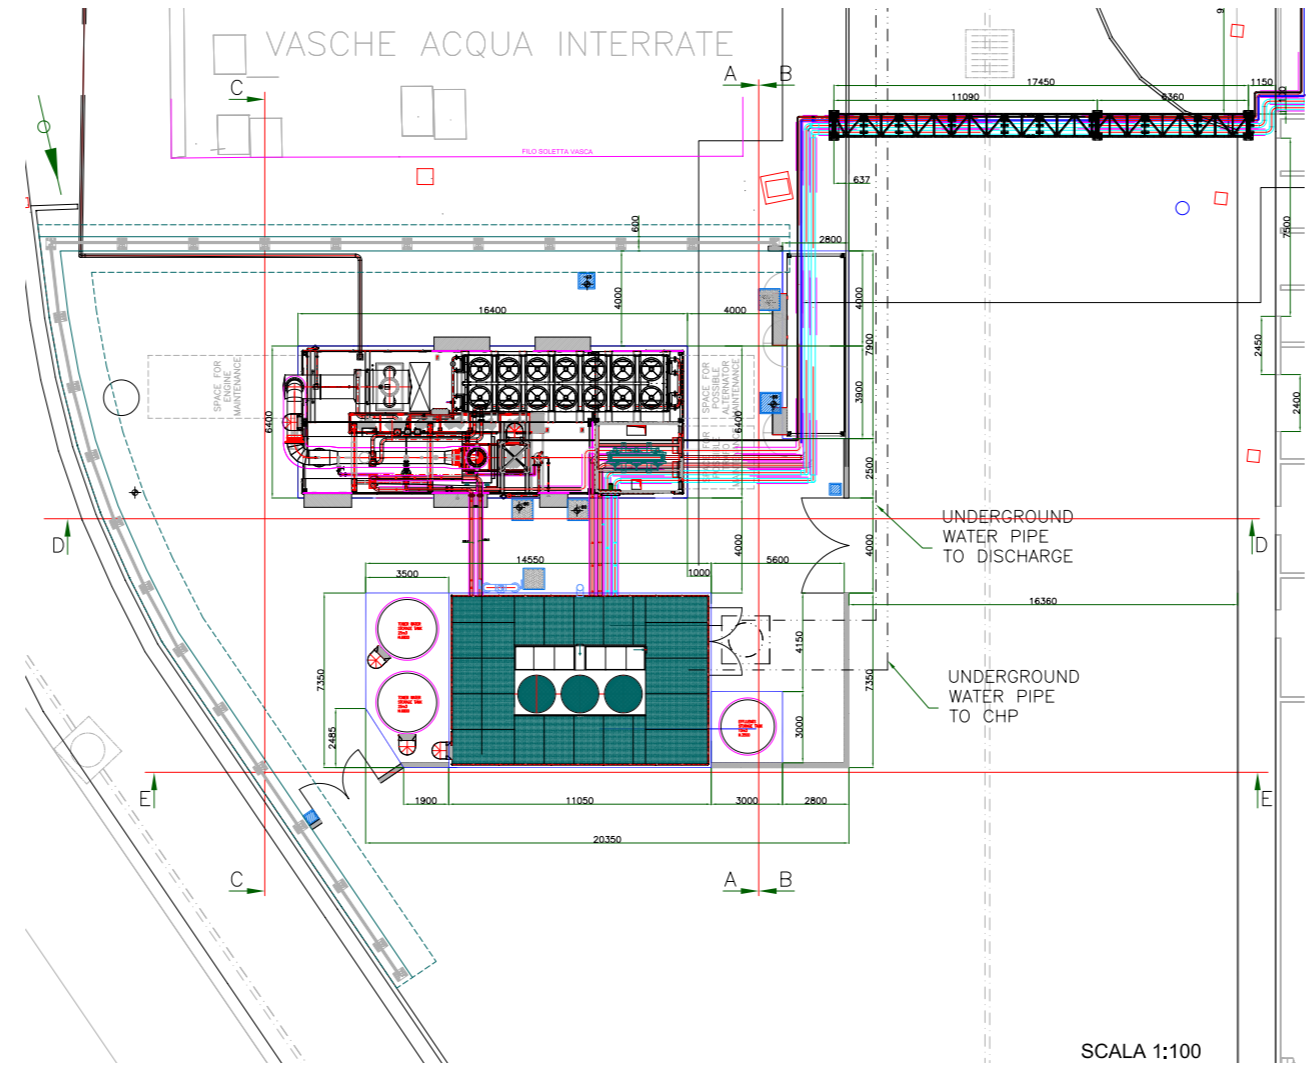 VASCHE ACQUA INTERRATE
C
A
B
17450
1150
11090
6360
FILO SOLETTA VASCA
637
600
2800
7500
16400
4000
4000
4000
7900
3900
2450
2400
6400
6400
2500
SPACE FOR
ENGINE
MAINTENANCE
SPACE FOR
POSSIBLE
ALTERNATOR
MAINTENANCE
UNDERGROUND
WATER PIPE
TO DISCHARGE
D
D
4000
4000
14550
5600
1000
3500
16360
7350
4150
7350
2485
3000
UNDERGROUND
WATER PIPE
TO CHP
E
E
1900
11050
3000
2800
20350
C
A
B
SCALA 1:100